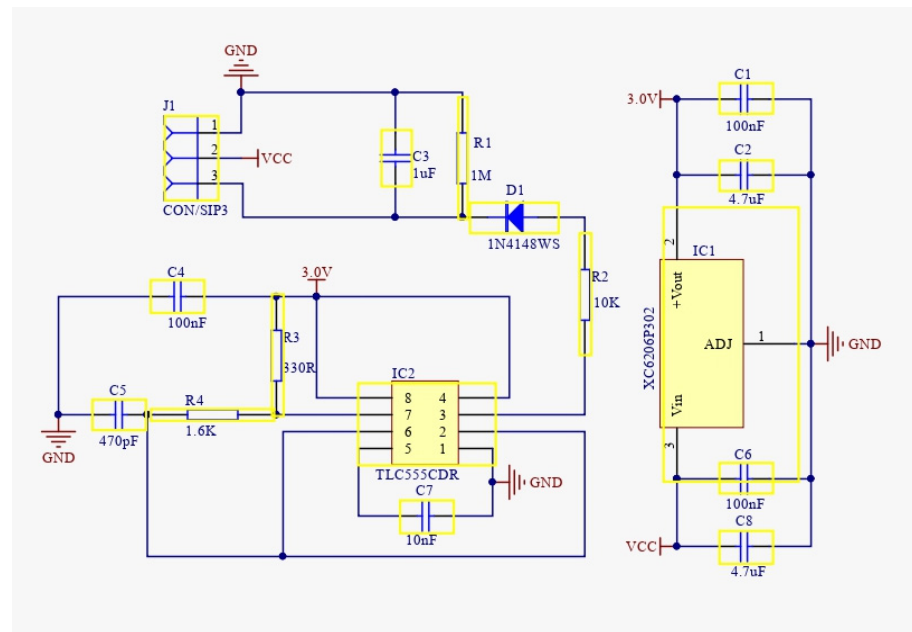 GND
J1
1
2
3
VCC
CON/SIP3
C3
1uF
R1
1M
D1
1N4148WS
R2
10K
C4
100nF
3.0V
R3
330R
C5
470pF
R4
1.6K
GND
IC2
8 4
7 3
6 2
5 1
TLC555CDR
GND
C7
10nF
C1
3.0V
100nF
C2
4.7uF
2
IC1
+Vout
XC6206P302
ADJ
1
GND
Vin
3
C6
100nF
C8
VCC
4.7uF